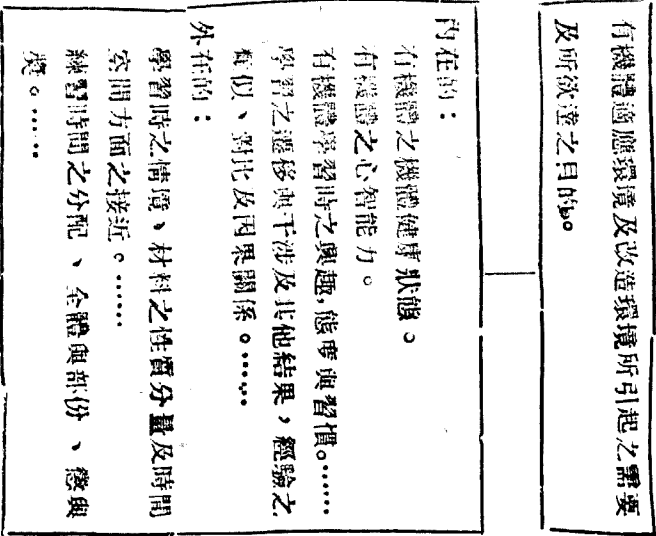 有機體適應環境及改造環境所引起之需要
及所欲達之目的。
內在的：
有機體之機體健康狀態。
有機體之心智能力。
有機體學習時之興趣，態度與習慣。……
學習之遷移與干涉及其他結果，經驗之
類似、對比及因果關係。……
外在的：
學習時之情境、材料之性質分量及時間
空間方面之接近。……
練習時間之分配、全體與部份、懲與
獎。……